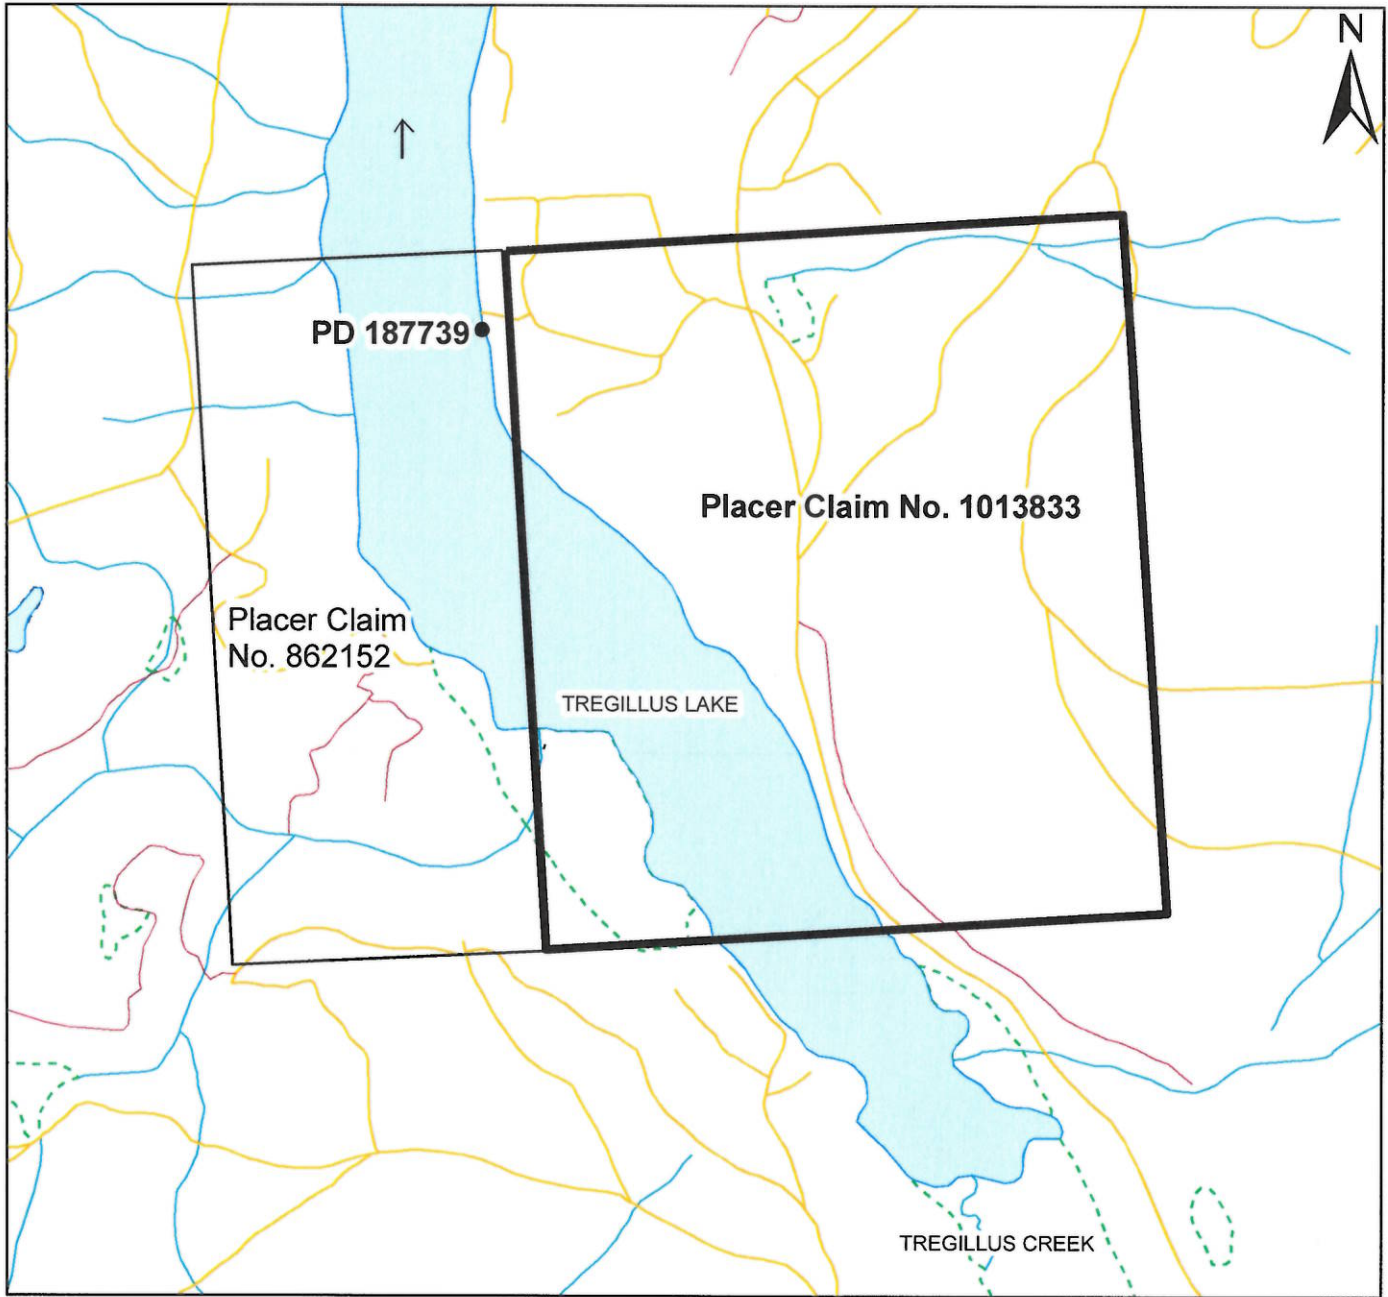 N
PD 187739
Placer Claim No. 1013833
Placer Claim
No. 862152
TREGILLUS LAKE
TREGILLUS CREEK